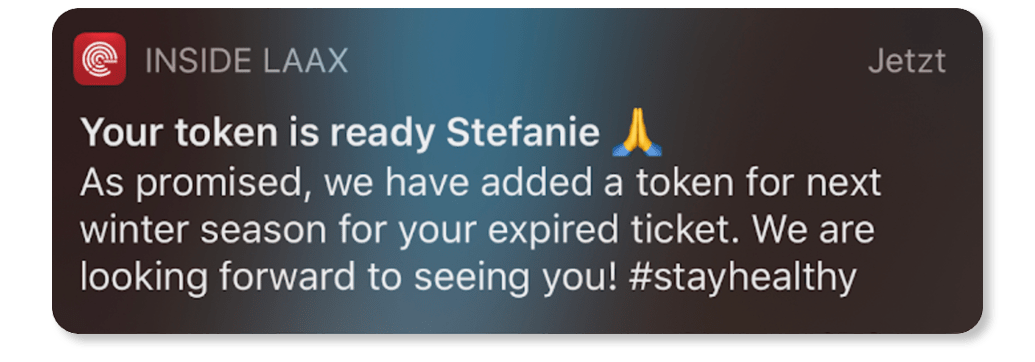 INSIDE LAAX
Jetzt
Your token is ready Stefanie 🙏
As promised, we have added a token for next
winter season for your expired ticket. We are
looking forward to seeing you! #stayhealthy